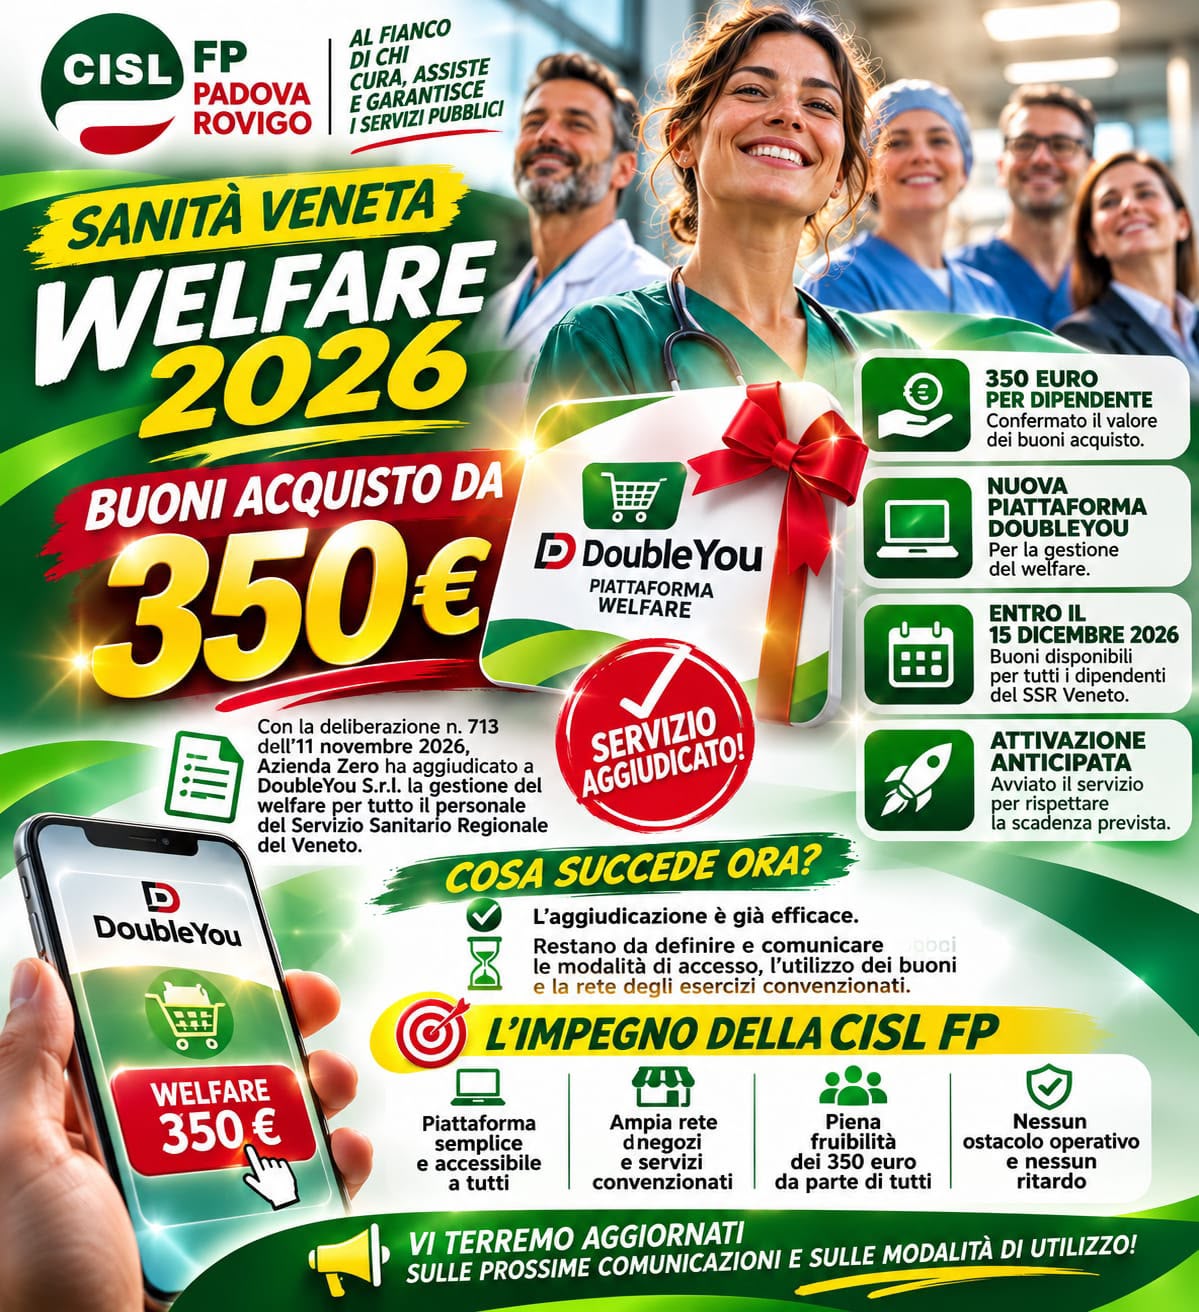 CISL
FP
PADOVA
ROVIGO
AL FIANCO
DI CHI
CURA, ASSISTE
E GARANTISCE
I SERVIZI PUBBLICI
SANITÀ VENETA
WELFARE
2026
BUONI ACQUISTO DA
350€
DoubleYou
PIATTAFORMA
WELFARE
SERVIZIO
AGGIUDICATO!
350 EURO
PER DIPENDENTE
Confermato il valore
dei buoni acquisto.
NUOVA
PIATTAFORMA
DOUBLEYOU
Per la gestione
del welfare.
ENTRO IL
15 DICEMBRE 2026
Buoni disponibili
per tutti i dipendenti
del SSR Veneto.
ATTIVAZIONE
ANTICIPATA
Avviato il servizio
per rispettare
la scadenza prevista.
Con la deliberazione n. 713
dell'11 novembre 2026,
Azienda Zero ha aggiudicato a
DoubleYou S.r.l. la gestione del
welfare per tutto il personale
del Servizio Sanitario Regionale
del Veneto.
DoubleYou
WELFARE
350 €
COSA SUCCEDE ORA?
L'aggiudicazione è già efficace.
Restano da definire e comunicare
le modalità di accesso, l'utilizzo dei buoni
e la rete degli esercizi convenzionati.
L'IMPEGNO DELLA CISL FP
Piattaforma
semplice
e accessibile
a tutti
Ampia rete
dnegozi
e servizi
convenzionati
Piena
fruibilità
dei 350 euro
da parte di tutti
Nessun
ostacolo operativo
e nessun
ritardo
VI TERREMO AGGIORNATI
SULLE PROSSIME COMUNICAZIONI E SULLE MODALITÀ DI UTILIZZO!